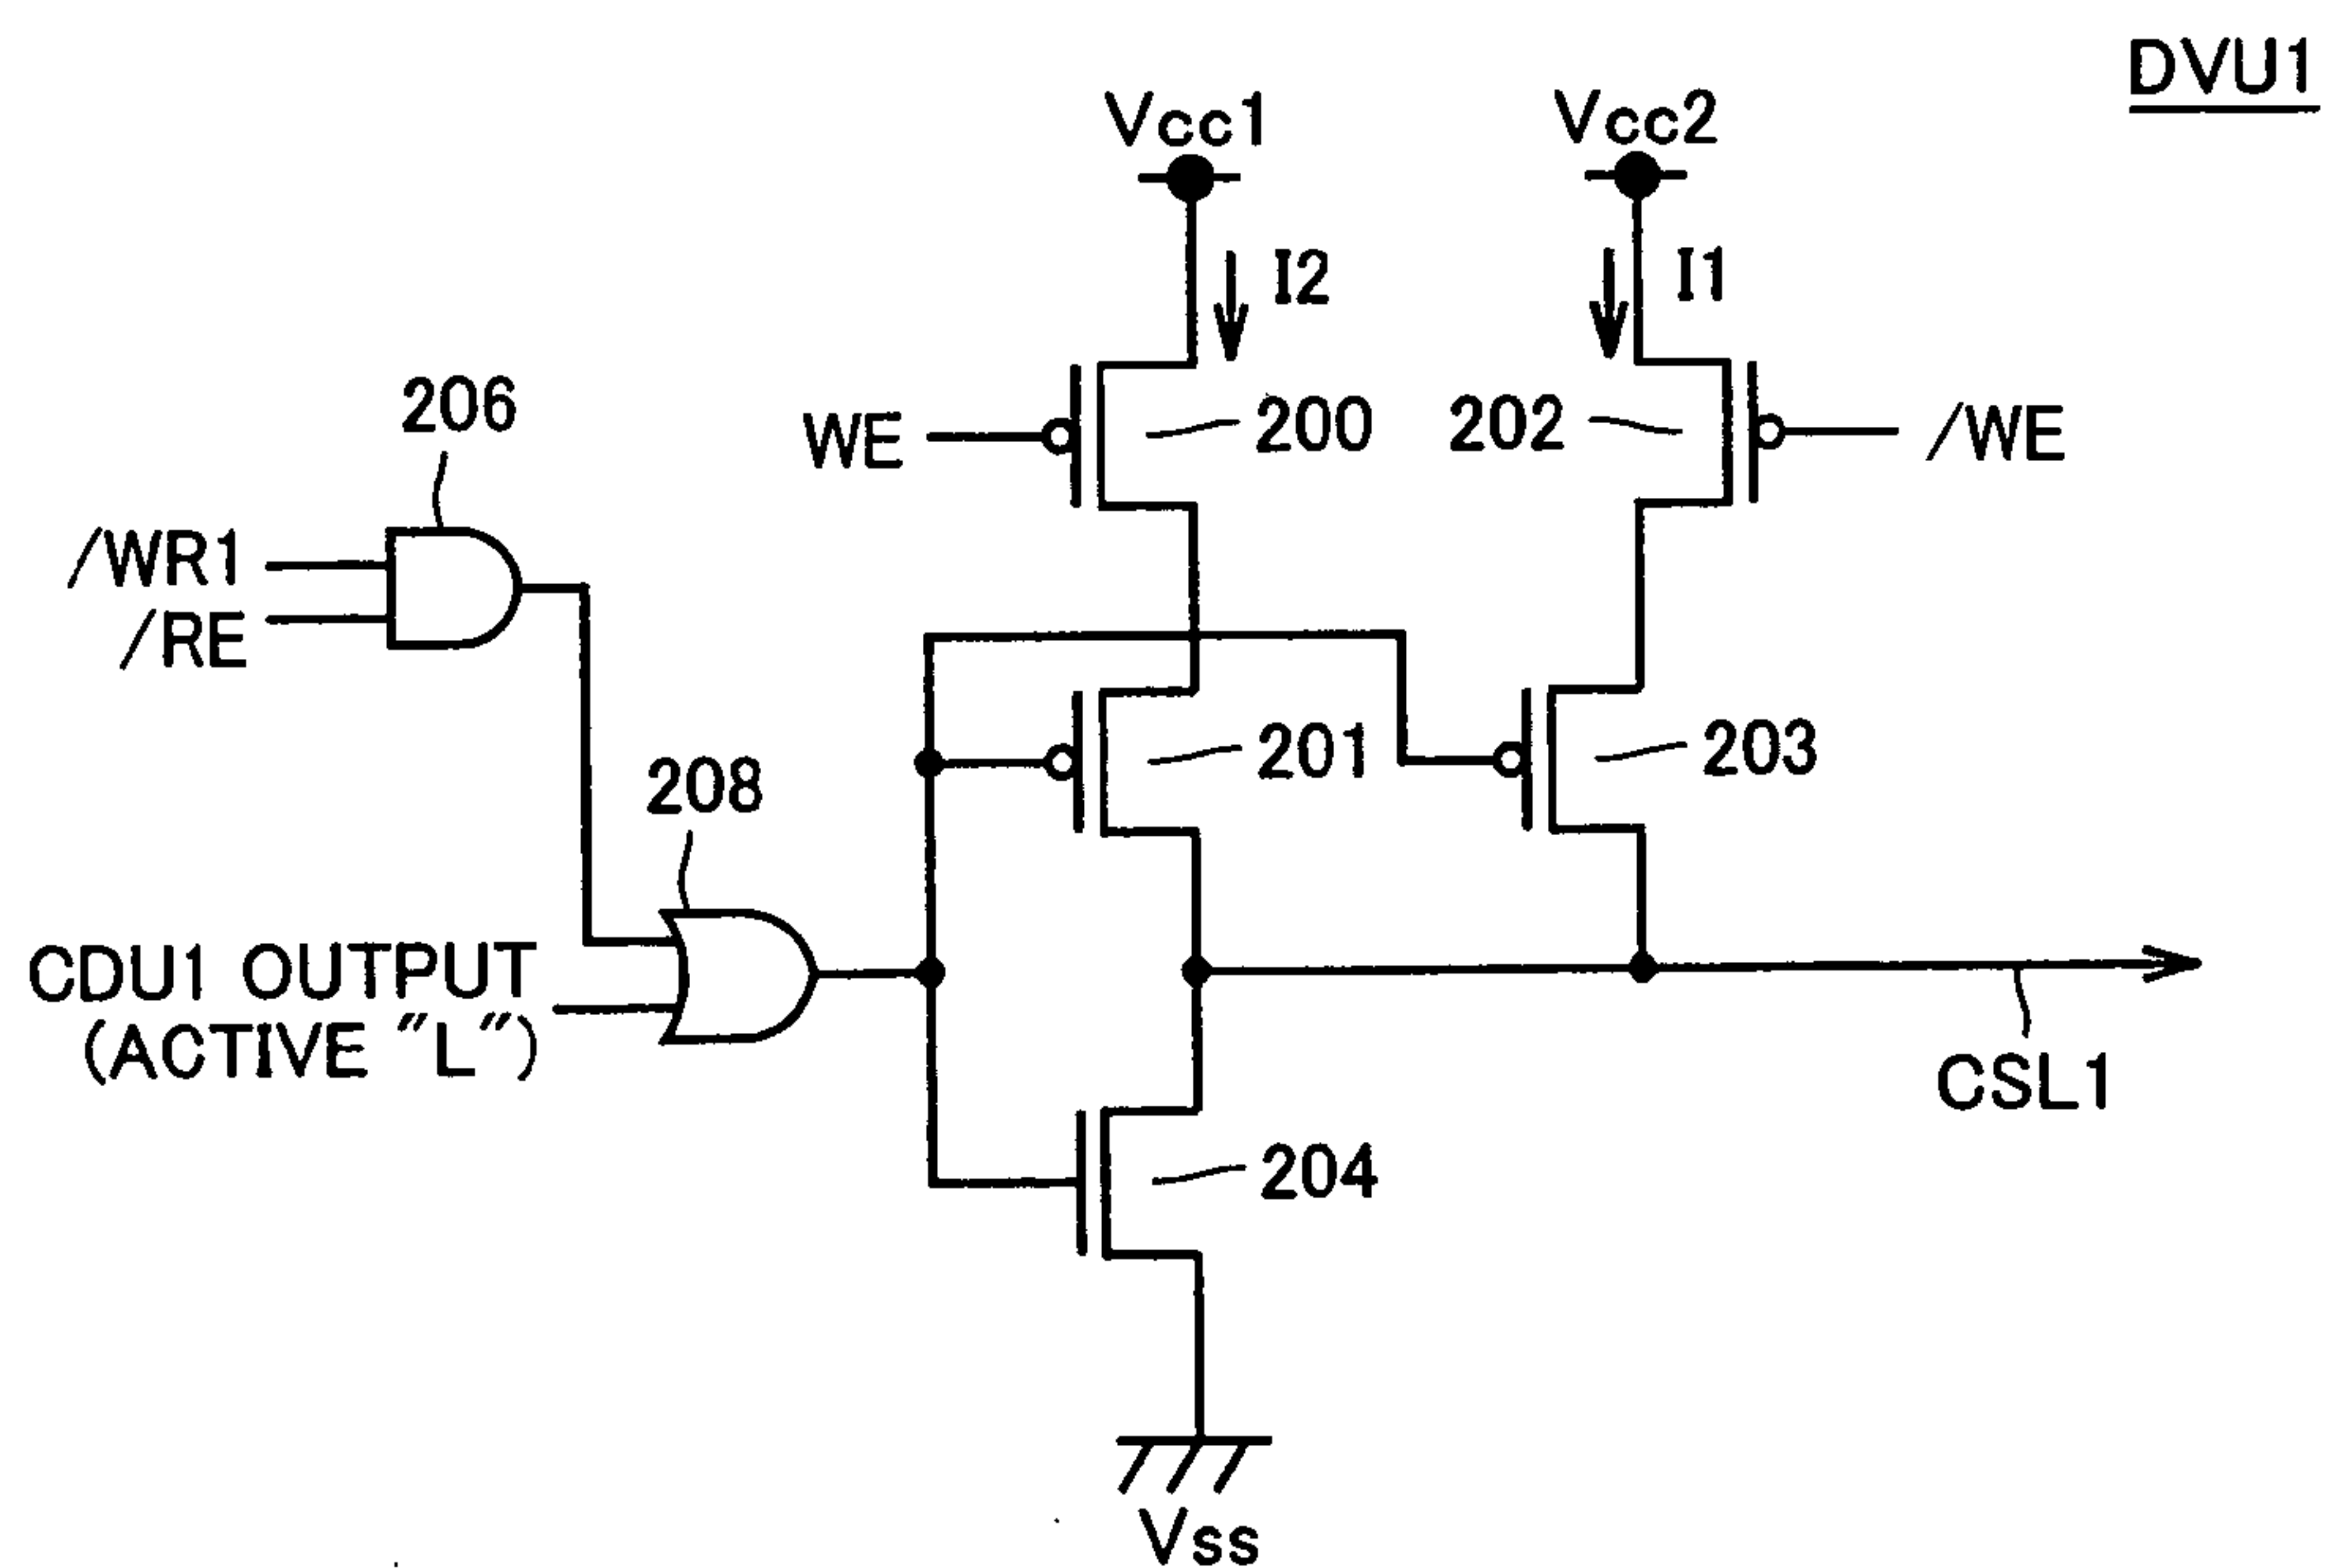 DVU1
Vcc1
Vcc2
I2
I1
206
WE
200
202
/WE
/WR1
/RE
201
203
208
CDU1 OUTPUT
(ACTIVE "L")
CSL1
204
Vss